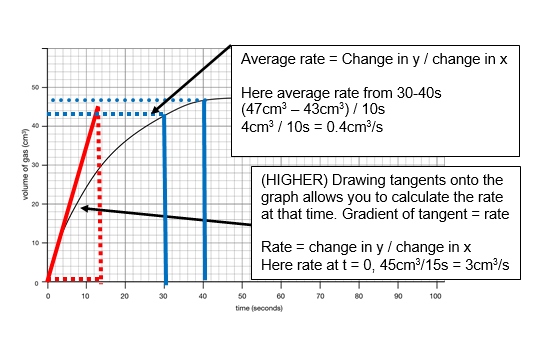 Average rate = Change in y / change in x
Here average rate from 30-40s
(47cm³ – 43cm³) / 10s
4cm³ / 10s = 0.4cm³/s
(HIGHER) Drawing tangents onto the
graph allows you to calculate the rate
at that time. Gradient of tangent = rate
Rate = change in y / change in x
Here rate at t = 0, 45cm³/15s = 3cm³/s
volume of gas (cm³)
50
40
30
20
10
0
0 10 20 30 40 50 60 70 80 90 100
time (seconds)